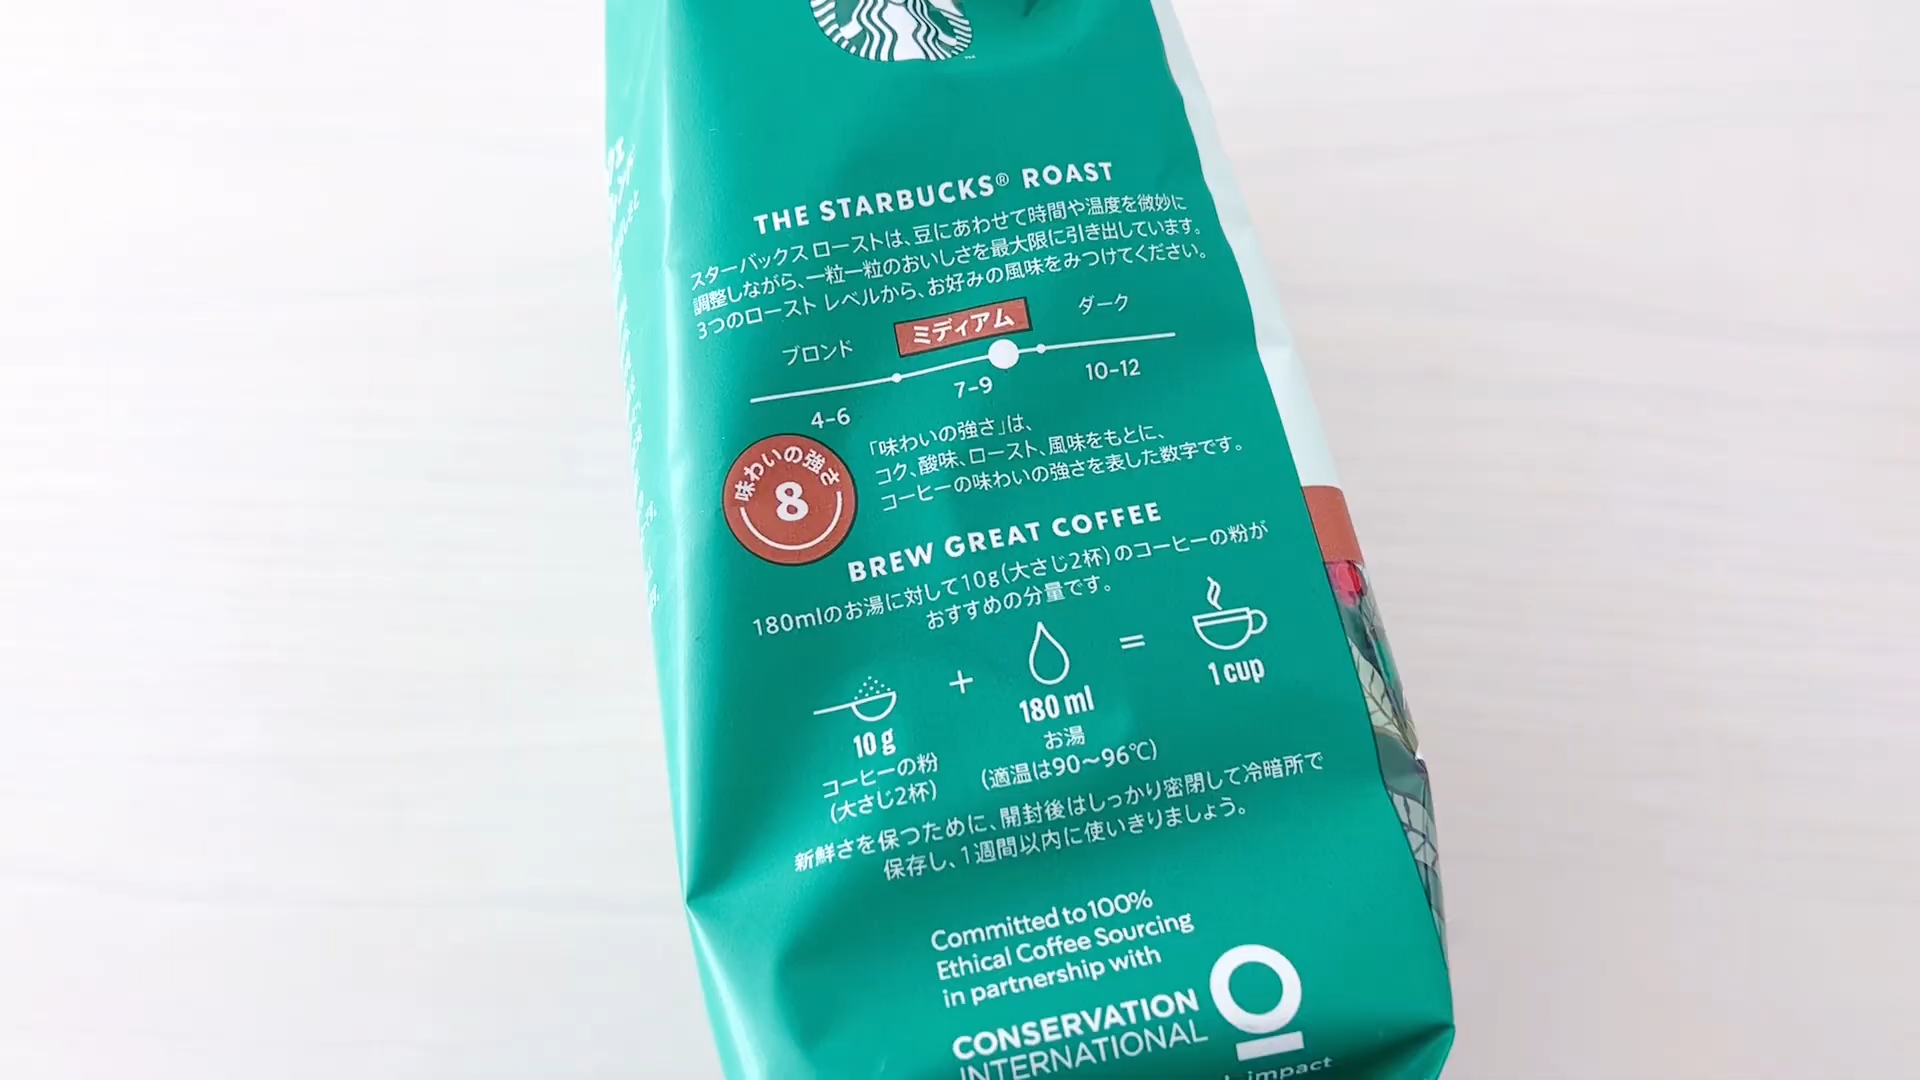 THE STARBUCKS® ROAST
スターバックス ローストは、豆にあわせて時間や温度を微妙に
調整しながら、一粒一粒のおいしさを最大限に引き出しています。
3つのロースト レベルから、お好みの風味をみつけてください。
ブロンド
ミディアム
ダーク
4-6
7-9
10-12
味わいの強さ
8
「味わいの強さ」は、
コク、酸味、ロースト、風味をもとに、
コーヒーの味わいの強さを表した数字です。
BREW GREAT COFFEE
180mlのお湯に対して10g(大さじ2杯)のコーヒーの粉が
おすすめの分量です。
+
=
10 g
コーヒーの粉
(大さじ2杯)
180 ml
お湯
(適温は90〜96℃)
1 cup
新鮮さを保つために、開封後はしっかり密閉して冷暗所で
保存し、1週間以内に使いきりましょう。
Committed to 100%
Ethical Coffee Sourcing
in partnership with
CONSERVATION
INTERNATIONAL
impact